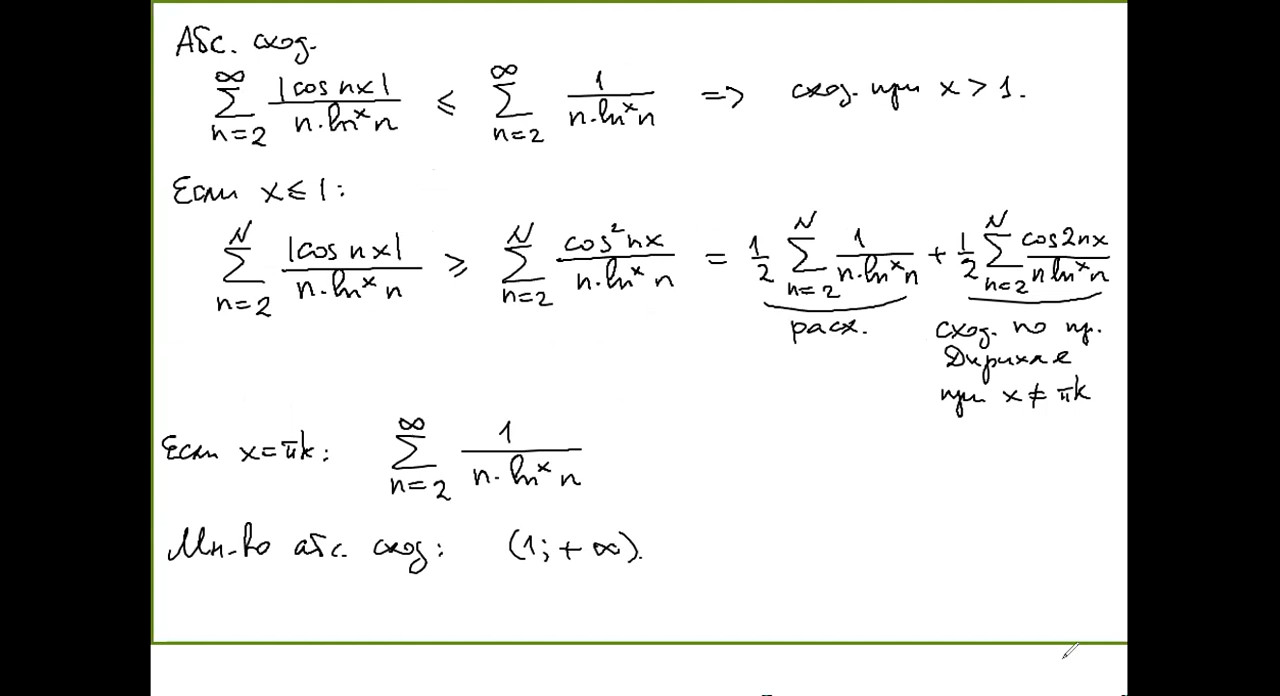 Абс. сход.
∑_{n=2}^{∞} |cos nx| / (n·ln^x n) ≤ ∑_{n=2}^{∞} 1 / (n·ln^x n) => сход. при x > 1.
Если x ≤ 1:
∑_{n=2}^{N} |cos nx| / (n·ln^x n) ≥ ∑_{n=2}^{N} cos² nx / (n·ln^x n) = 1/2 ∑_{n=2}^{N} 1 / (n·ln^x n) + 1/2 ∑_{n=2}^{N} cos 2nx / (n ln^x n)
расх. сход. по пр.
Дирихле
при x ≠ πk
Если x = πk: ∑_{n=2}^{∞} 1 / (n·ln^x n)
Мн-во абс. сход: (1; +∞).